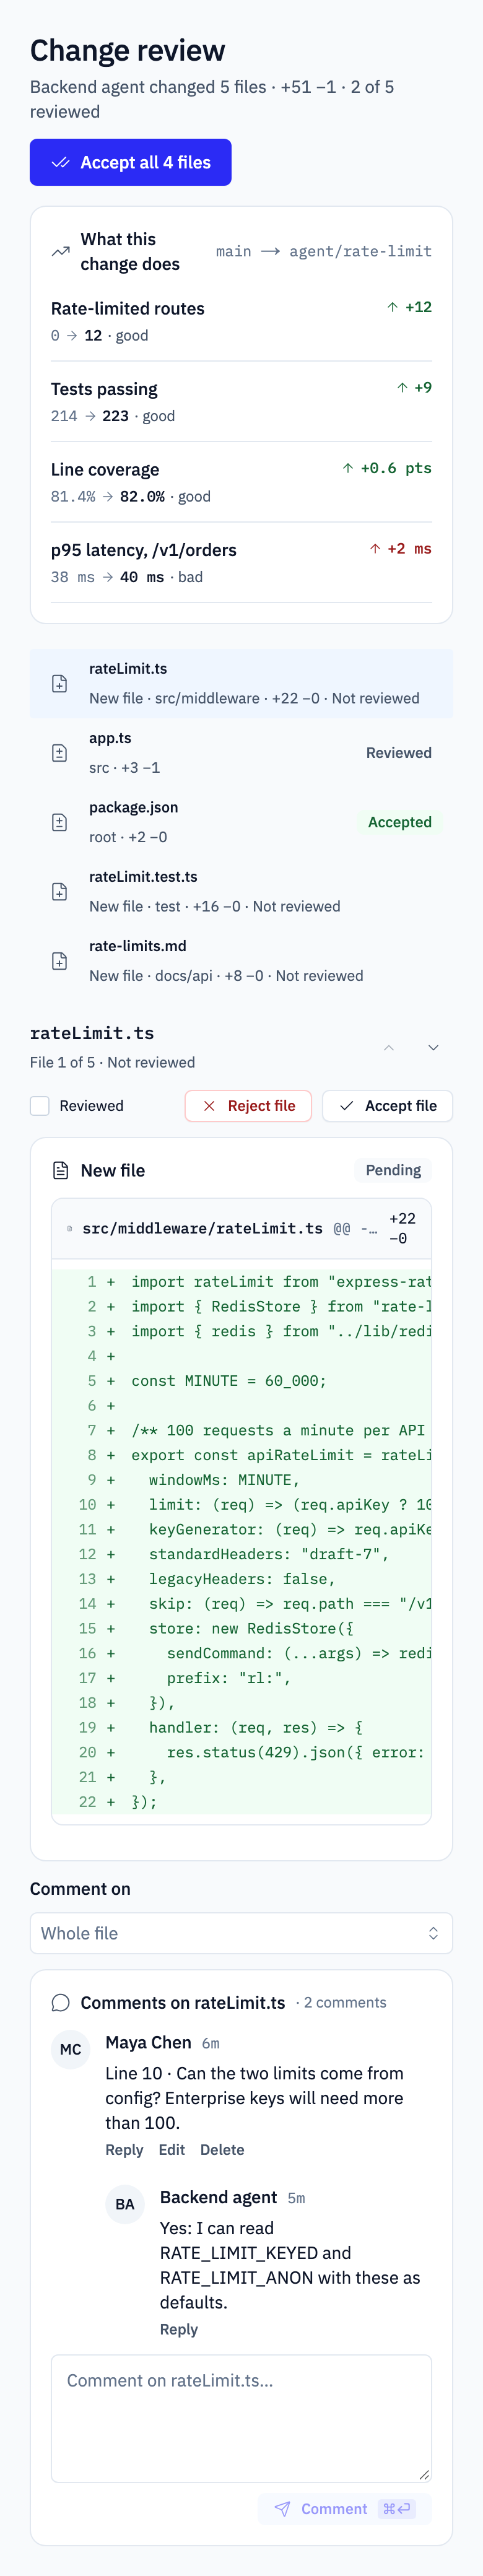 Change review
Backend agent changed 5 files · +51 −1 · 2 of 5
reviewed
Accept all 4 files
What this
change does
main → agent/rate-limit
Rate-limited routes
↑ +12
0 → 12 · good
Tests passing
↑ +9
214 → 223 · good
Line coverage
↑ +0.6 pts
81.4% → 82.0% · good
p95 latency, /v1/orders
↑ +2 ms
38 ms → 40 ms · bad
rateLimit.ts
New file · src/middleware · +22 −0 · Not reviewed
app.ts
src · +3 −1
Reviewed
package.json
root · +2 −0
Accepted
rateLimit.test.ts
New file · test · +16 −0 · Not reviewed
rate-limits.md
New file · docs/api · +8 −0 · Not reviewed
rateLimit.ts
File 1 of 5 · Not reviewed
Reviewed
Reject file
Accept file
New file
Pending
src/middleware/rateLimit.ts @@ -…
+22
−0
1 + import rateLimit from "express-rat
2 + import { RedisStore } from "rate-l
3 + import { redis } from "../lib/redi
4 +
5 + const MINUTE = 60_000;
6 +
7 + /** 100 requests a minute per API
8 + export const apiRateLimit = rateLi
9 + windowMs: MINUTE,
10 + limit: (req) => (req.apiKey ? 10
11 + keyGenerator: (req) => req.apiKe
12 + standardHeaders: "draft-7",
13 + legacyHeaders: false,
14 + skip: (req) => req.path === "/v1
15 + store: new RedisStore({
16 + sendCommand: (...args) => redi
17 + prefix: "rl:",
18 + }),
19 + handler: (req, res) => {
20 + res.status(429).json({ error:
21 + },
22 + });
Comment on
Whole file
Comments on rateLimit.ts · 2 comments
MC
Maya Chen 6m
Line 10 · Can the two limits come from
config? Enterprise keys will need more
than 100.
Reply Edit Delete
BA
Backend agent 5m
Yes: I can read
RATE_LIMIT_KEYED and
RATE_LIMIT_ANON with these as
defaults.
Reply
Comment on rateLimit.ts…
Comment ⌘↵